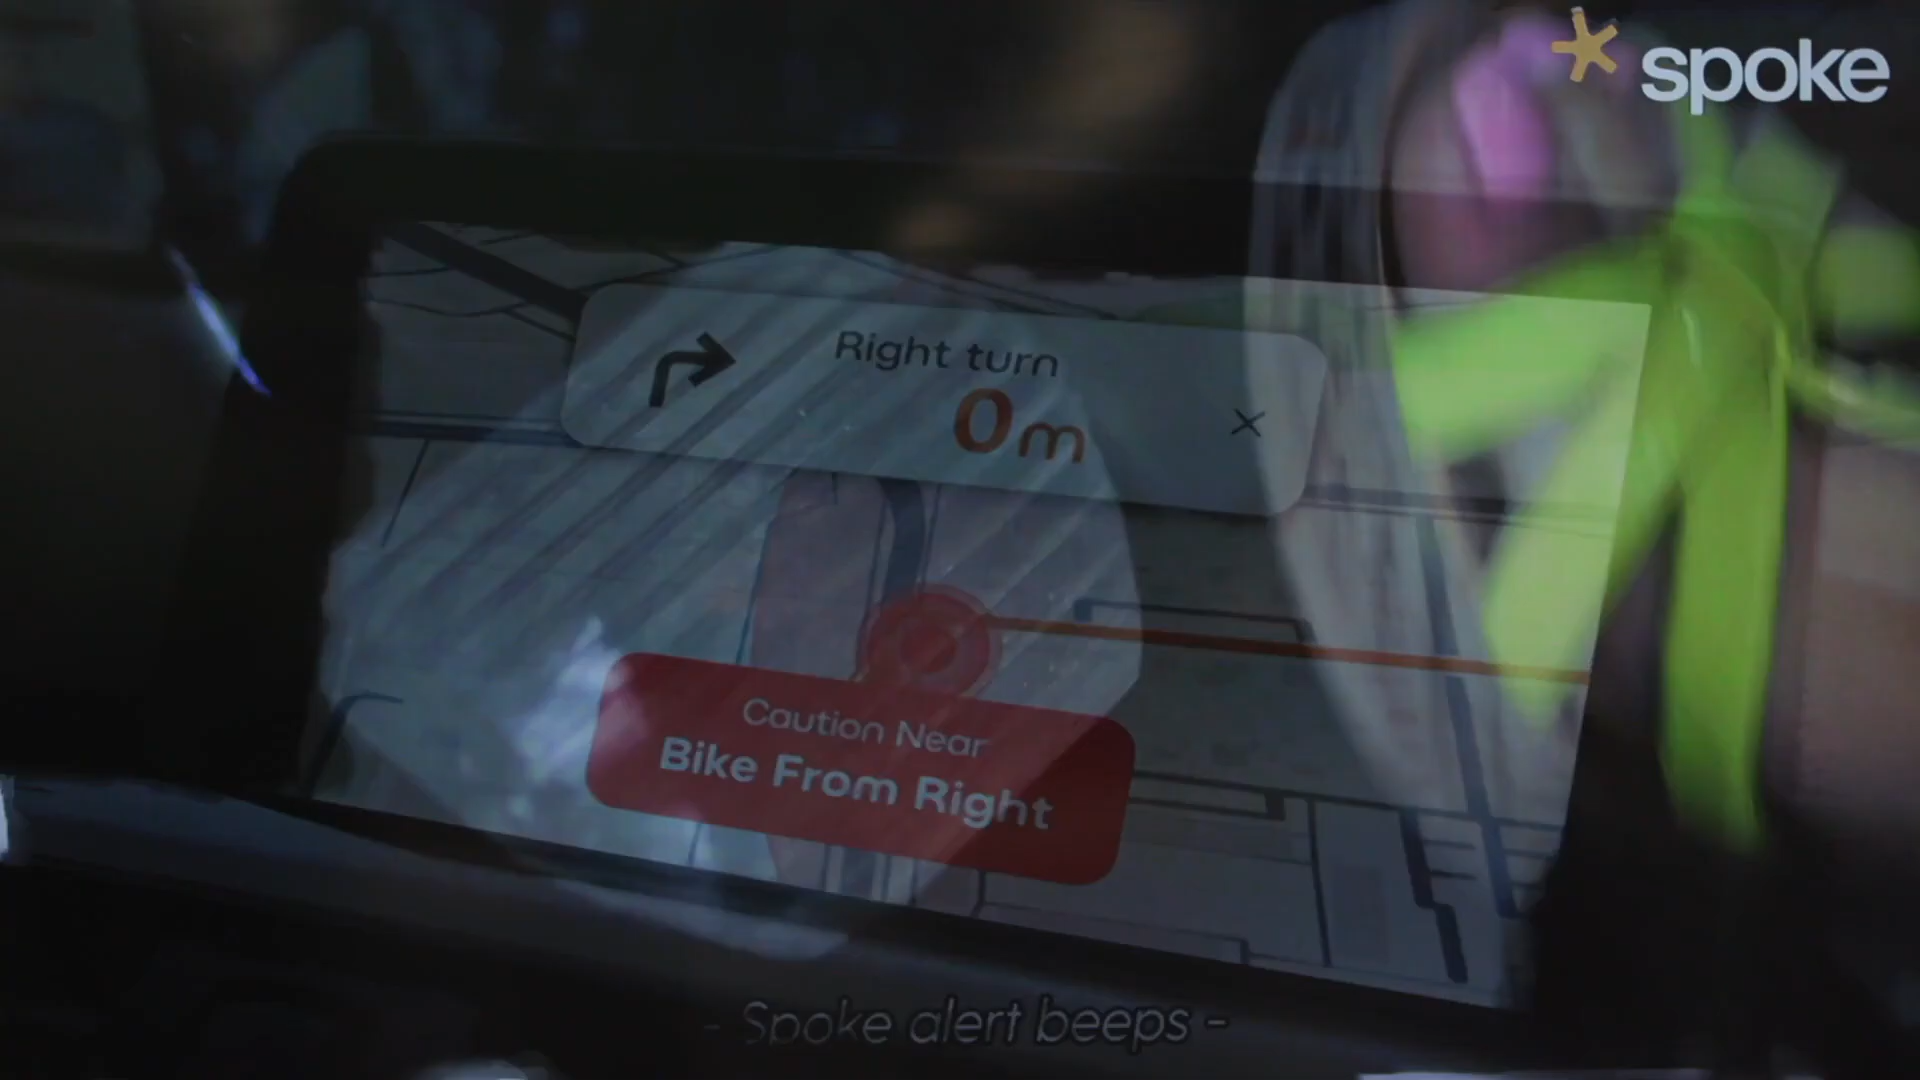 spoke
Right turn
0m
Caution Near
Bike From Right
- Spoke alert beeps -